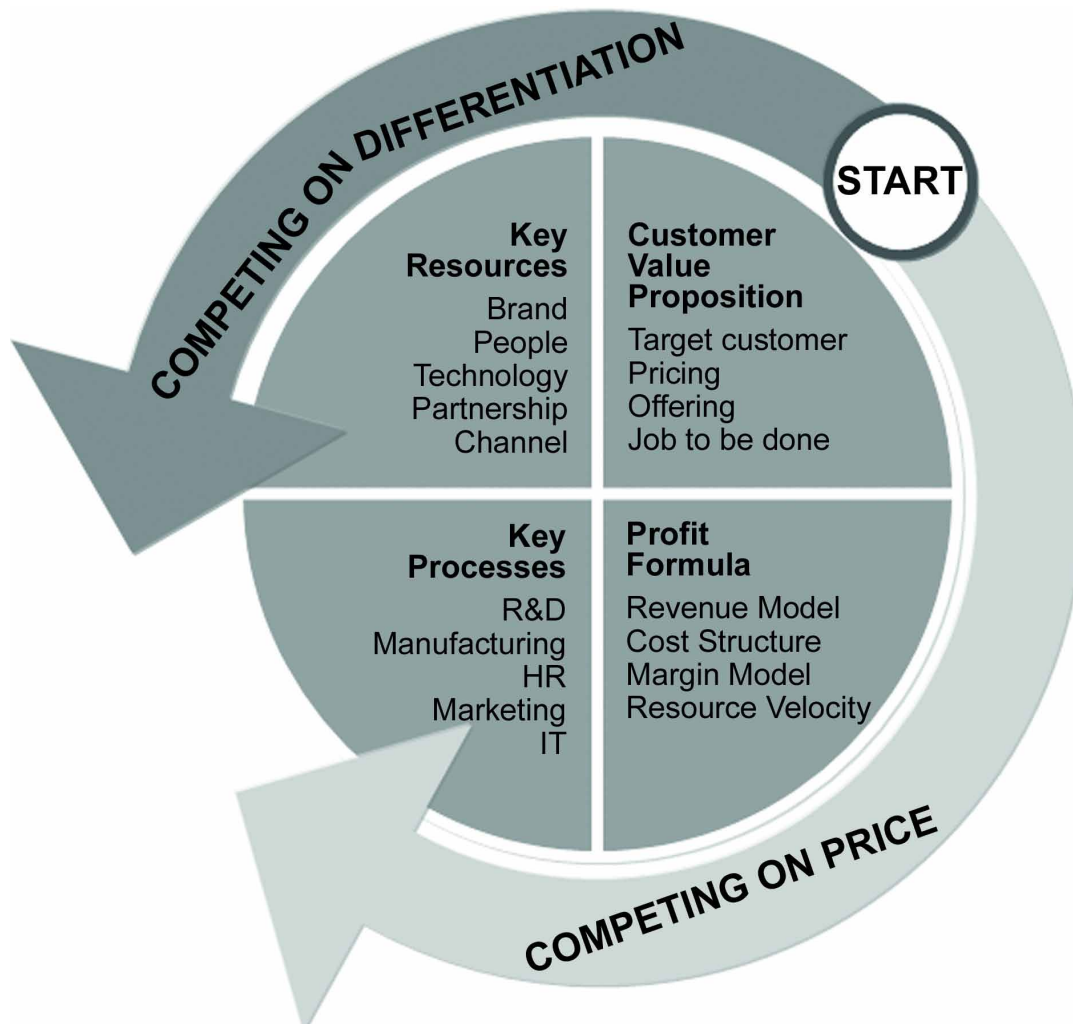 COMPETING ON DIFFERENTIATION
START
Key
Resources
Brand
People
Technology
Partnership
Channel
Customer
Value
Proposition
Target customer
Pricing
Offering
Job to be done
Key
Processes
R&D
Manufacturing
HR
Marketing
IT
Profit
Formula
Revenue Model
Cost Structure
Margin Model
Resource Velocity
COMPETING ON PRICE